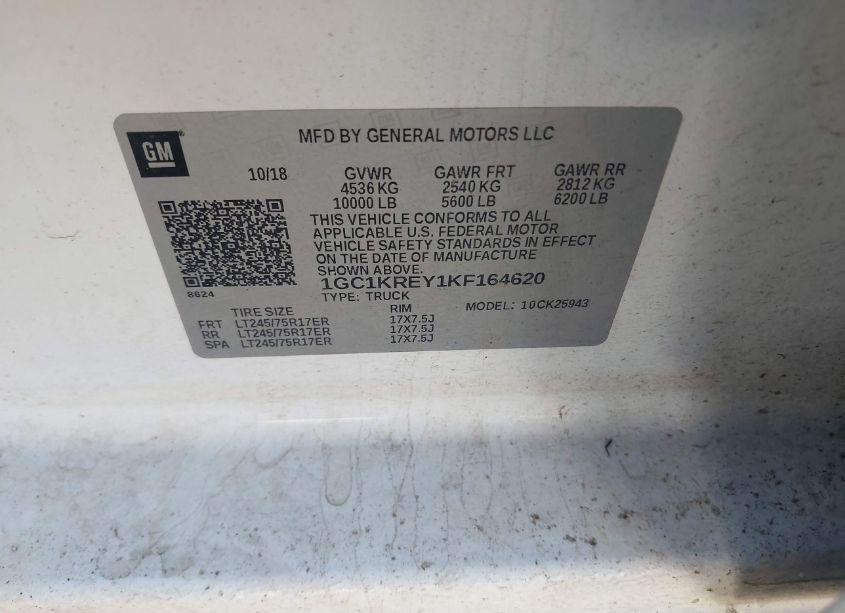 MFD BY GENERAL MOTORS LLC
GM
10/18 GVWR GAWR FRT GAWR RR
4536 KG 2540 KG 2812 KG
10000 LB 5600 LB 6200 LB
THIS VEHICLE CONFORMS TO ALL
APPLICABLE U.S. FEDERAL MOTOR
VEHICLE SAFETY STANDARDS IN EFFECT
ON THE DATE OF MANUFACTURE
SHOWN ABOVE.
1GC1KREY1KF164620
8624
TYPE: TRUCK MODEL: 10CK25943
TIRE SIZE RIM
FRT LT245/75R17ER 17X7.5J
RR LT245/75R17ER 17X7.5J
SPA LT245/75R17ER 17X7.5J